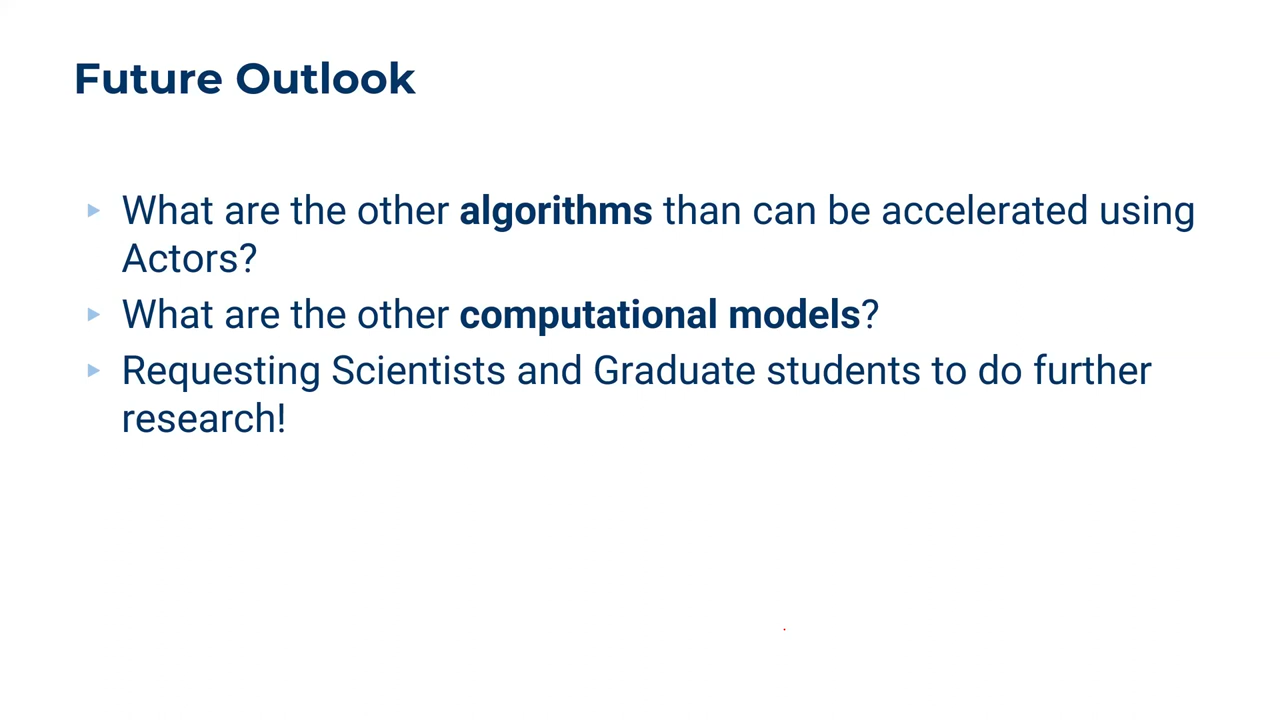 Future Outlook
What are the other algorithms than can be accelerated using
Actors?
What are the other computational models?
Requesting Scientists and Graduate students to do further
research!